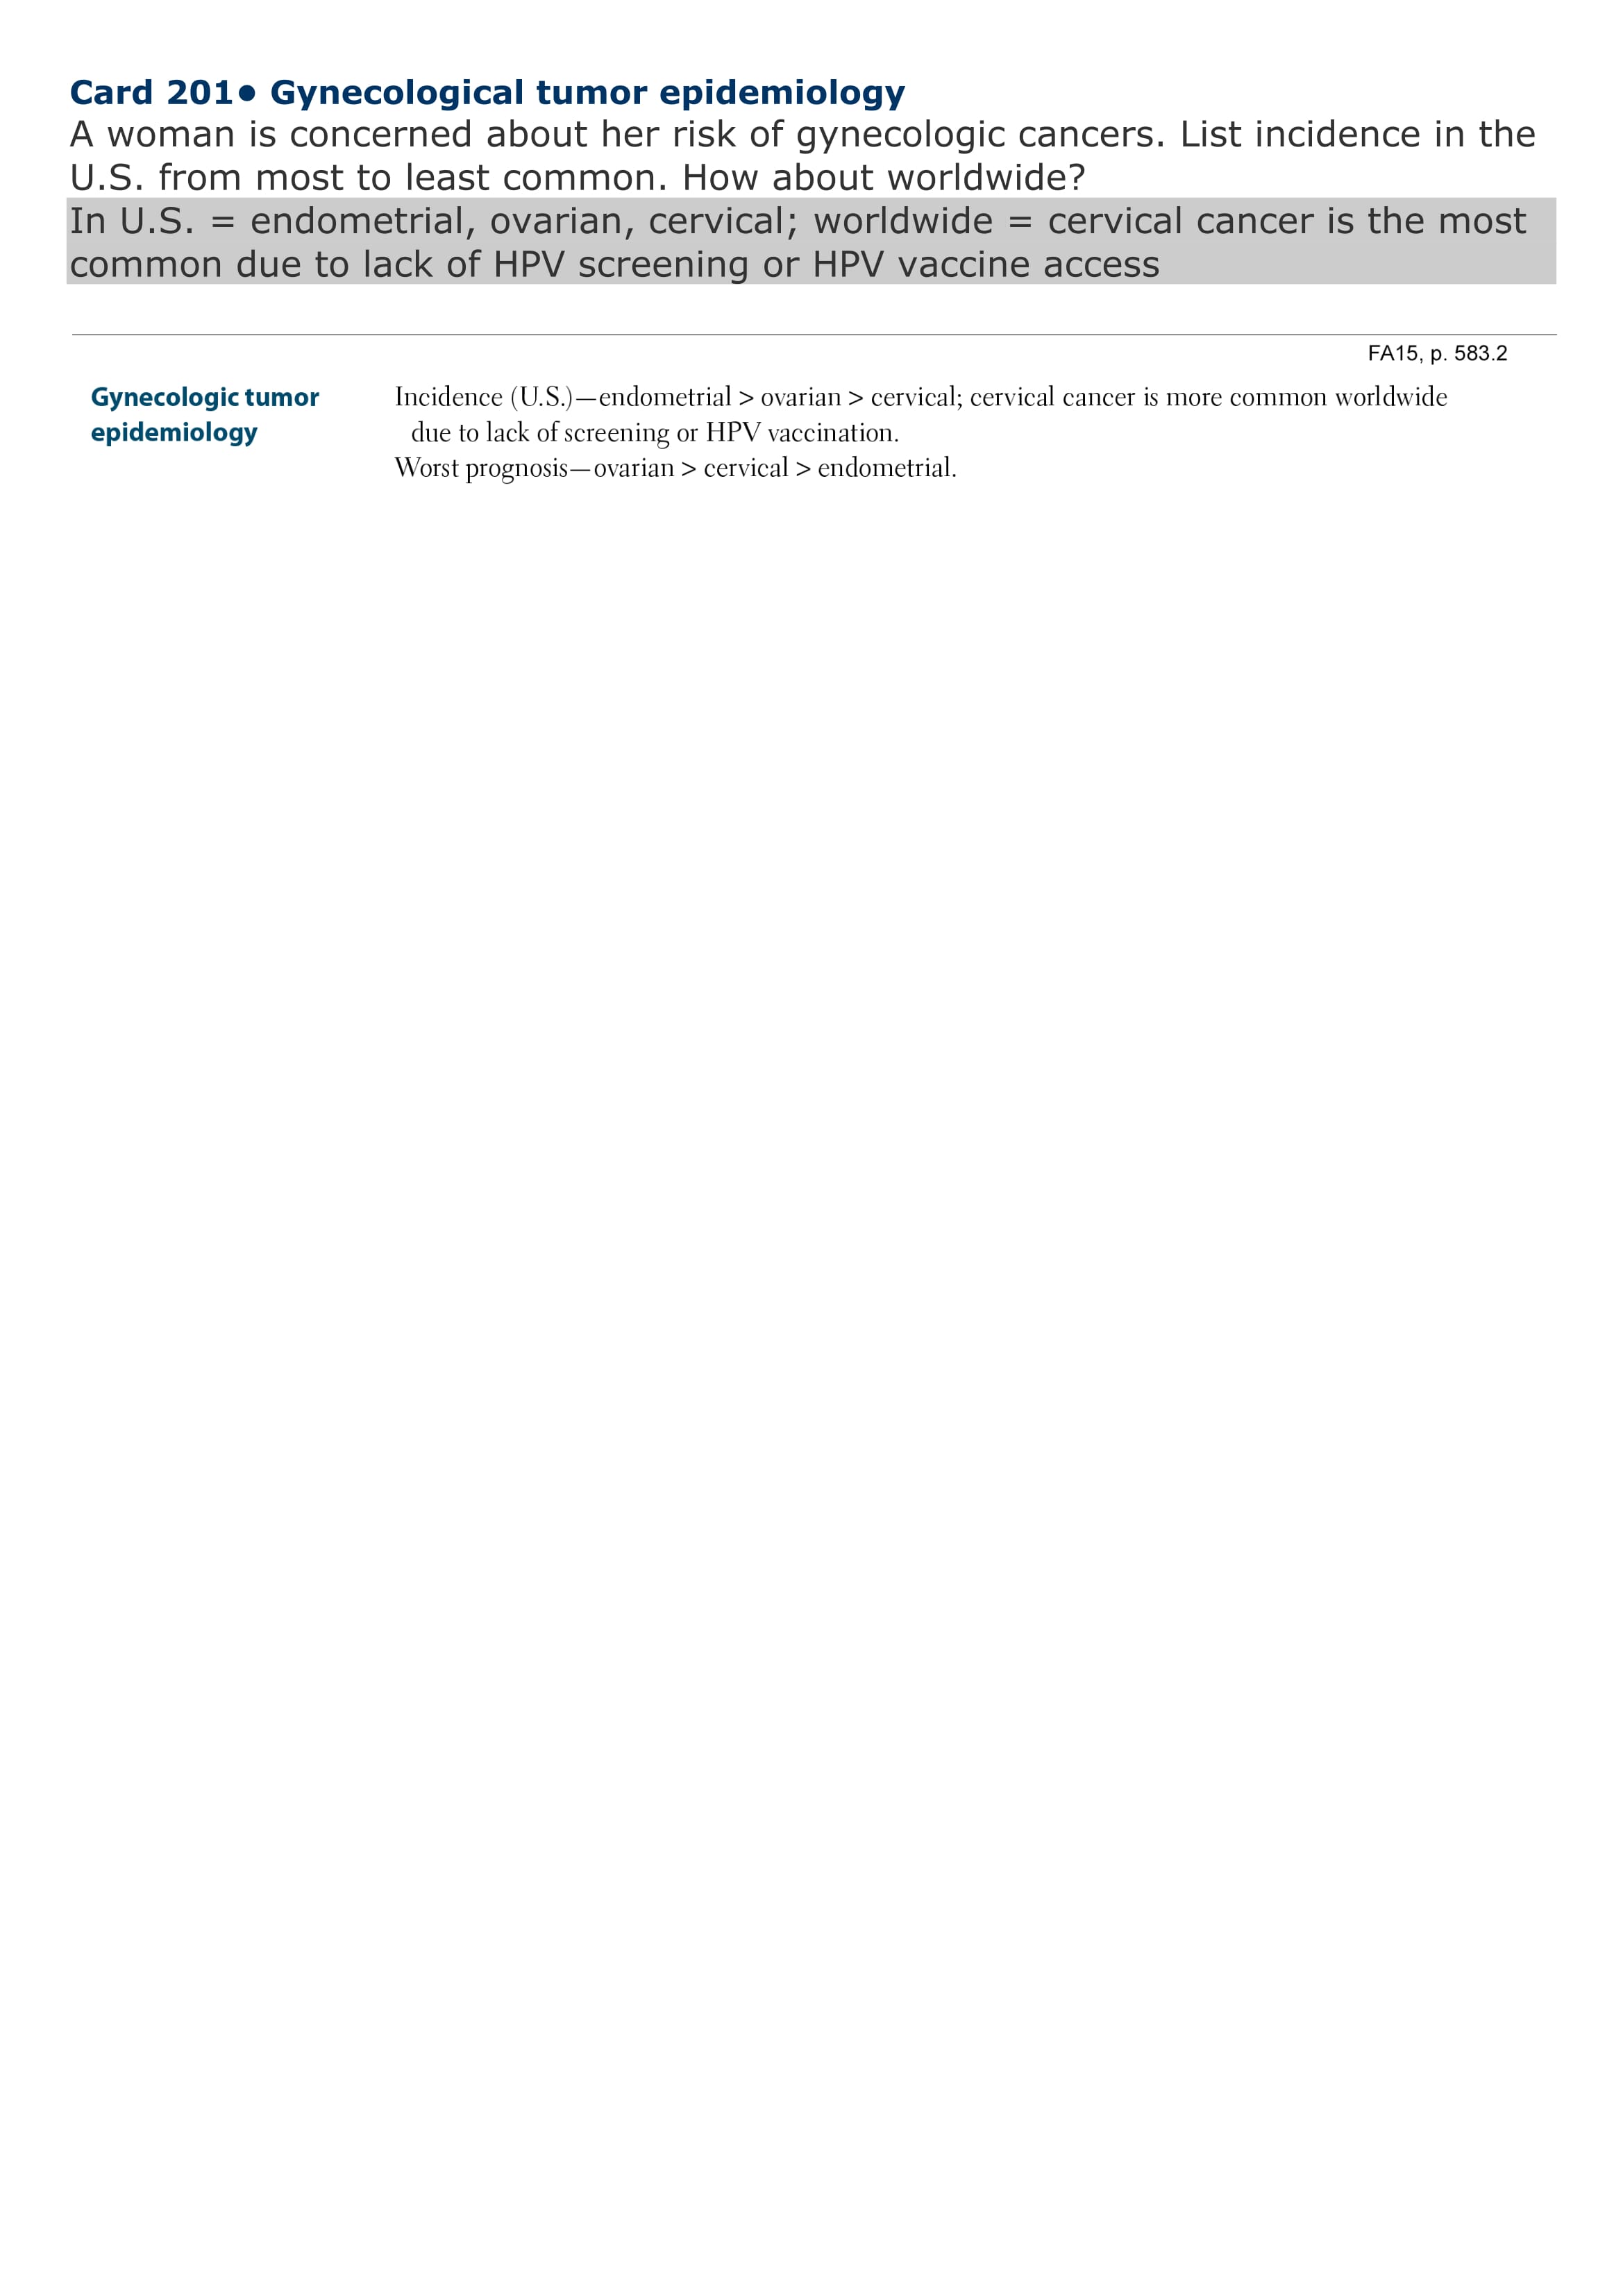 Card 201• Gynecological tumor epidemiology
A woman is concerned about her risk of gynecologic cancers. List incidence in the
U.S. from most to least common. How about worldwide?
In U.S. = endometrial, ovarian, cervical; worldwide = cervical cancer is the most
common due to lack of HPV screening or HPV vaccine access
FA15, p. 583.2
Gynecologic tumor
epidemiology
Incidence (U.S.)—endometrial > ovarian > cervical; cervical cancer is more common worldwide
due to lack of screening or HPV vaccination.
Worst prognosis—ovarian > cervical > endometrial.